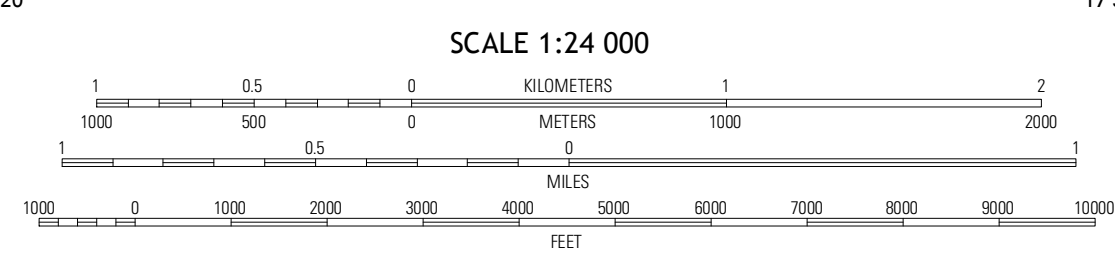 20
SCALE 1:24 000
1 0.5 0 KILOMETERS 1 2
1000 500 0 METERS 1000 2000
1 0.5 0 1
MILES
1000 0 1000 2000 3000 4000 5000 6000 7000 8000 9000 10000
FEET